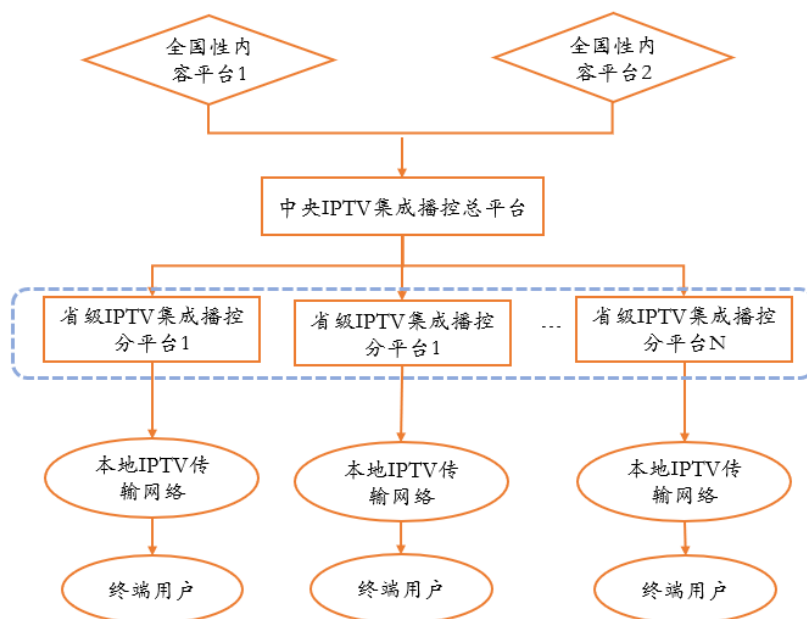 全国性内
容平台1
全国性内
容平台2
中央IPTV集成播控总平台
省级IPTV集成播控
分平台1
省级IPTV集成播控
分平台1
...
省级IPTV集成播控
分平台N
本地IPTV传
输网络
本地IPTV传
输网络
本地IPTV传
输网络
终端用户
终端用户
终端用户